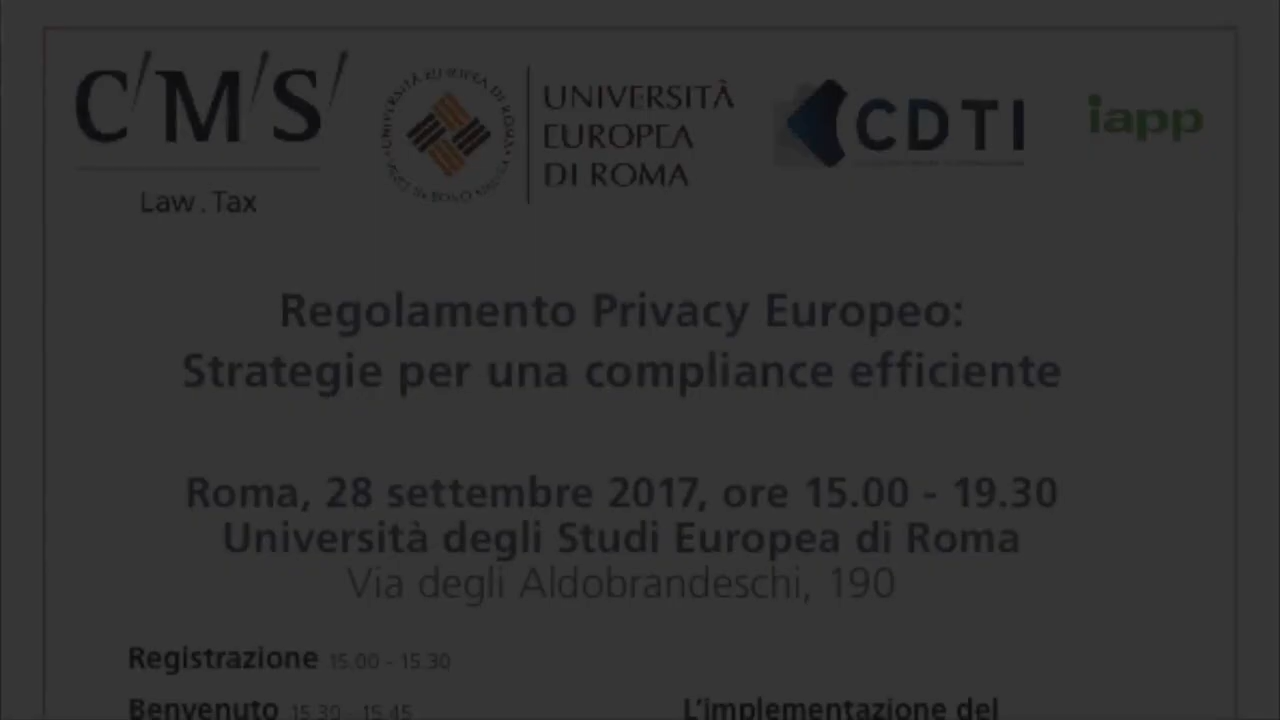 C/M/S/
Law . Tax
UNIVERSITÀ
EUROPEA
DI ROMA
CDTI
iapp
Regolamento Privacy Europeo:
Strategie per una compliance efficiente
Roma, 28 settembre 2017, ore 15.00 - 19.30
Università degli Studi Europea di Roma
Via degli Aldobrandeschi, 190
Registrazione 15.00 - 15.30
Benvenuto 15.30 - 15.45
L'implementazione del